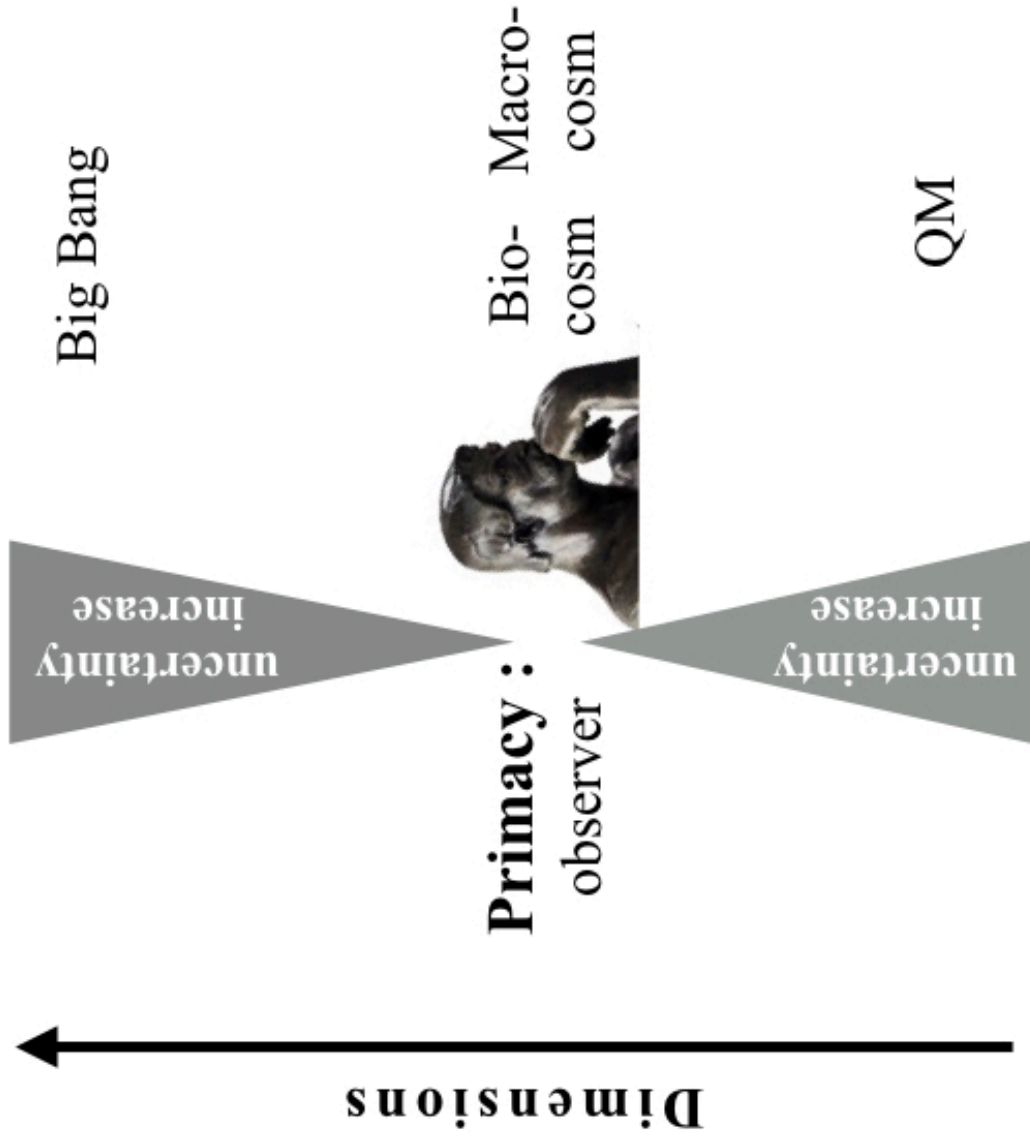 Dimensions
uncertainty
increase
Big Bang
Primacy :
observer
Bio-
cosm
Macro-
cosm
uncertainty
increase
QM